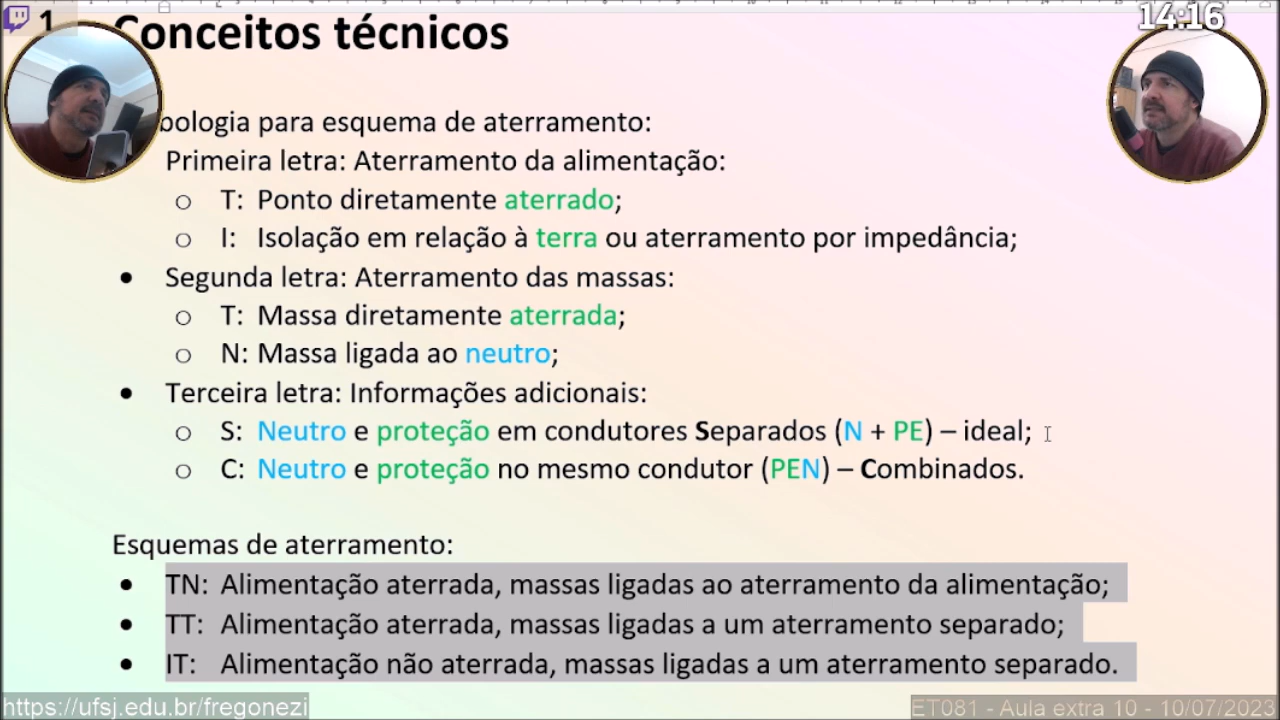 1
14:16
Conceitos técnicos
bologia para esquema de aterramento:
Primeira letra: Aterramento da alimentação:
o T: Ponto diretamente aterrado;
o I: Isolação em relação à terra ou aterramento por impedância;
• Segunda letra: Aterramento das massas:
o T: Massa diretamente aterrada;
o N: Massa ligada ao neutro;
• Terceira letra: Informações adicionais:
o S: Neutro e proteção em condutores Separados (N + PE) – ideal;
o C: Neutro e proteção no mesmo condutor (PEN) – Combinados.
Esquemas de aterramento:
• TN: Alimentação aterrada, massas ligadas ao aterramento da alimentação;
• TT: Alimentação aterrada, massas ligadas a um aterramento separado;
• IT: Alimentação não aterrada, massas ligadas a um aterramento separado.
https://ufsj.edu.br/fregonezi
ET081 - Aula extra 10 - 10/07/2023